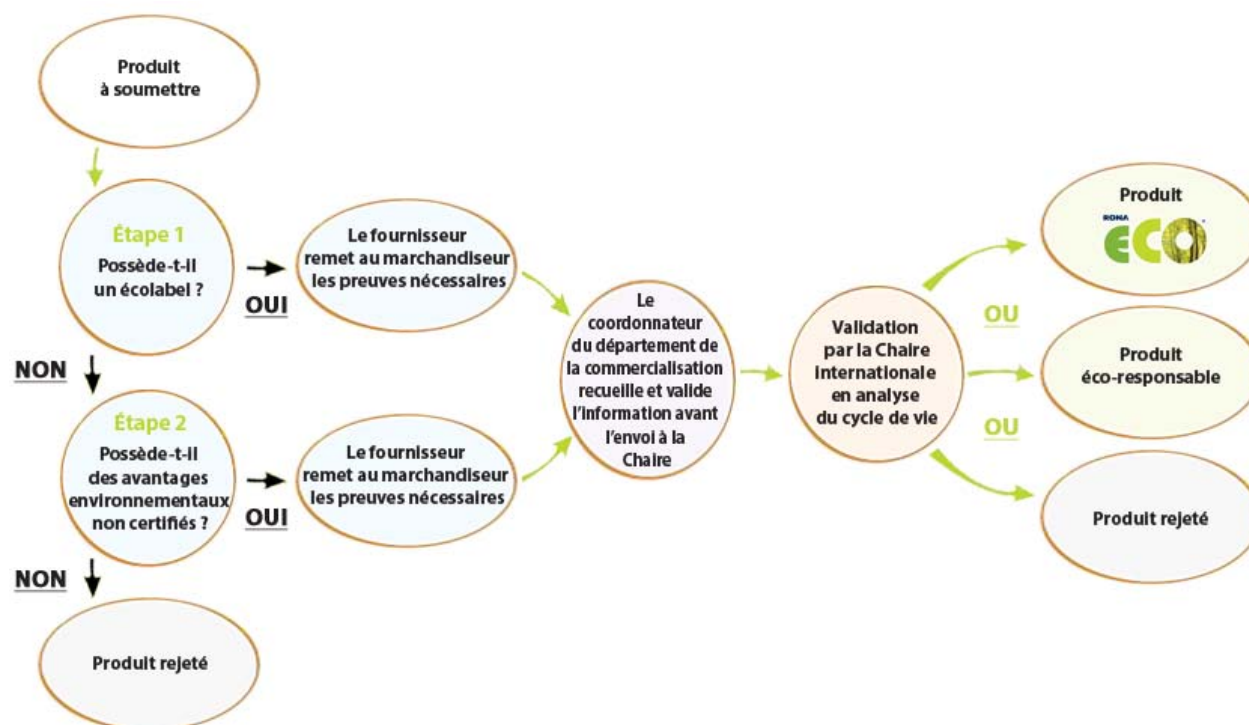 Produit
à soumettre
Étape 1
Possède-t-il
un écolabel ?
OUI
Le fournisseur
remet au marchandiseur
les preuves nécessaires
NON
Étape 2
Possède-t-il
des avantages
environnementaux
non certifiés ?
OUI
Le fournisseur
remet au marchandiseur
les preuves nécessaires
NON
Produit rejeté
Le
coordonnateur
du département de
la commercialisation
recueille et valide
l'information avant
l'envoi à la
Chaire
Validation
par la Chaire
internationale
en analyse
du cycle de vie
Produit
RONA
éCO
OU
Produit
éco-responsable
OU
Produit rejeté